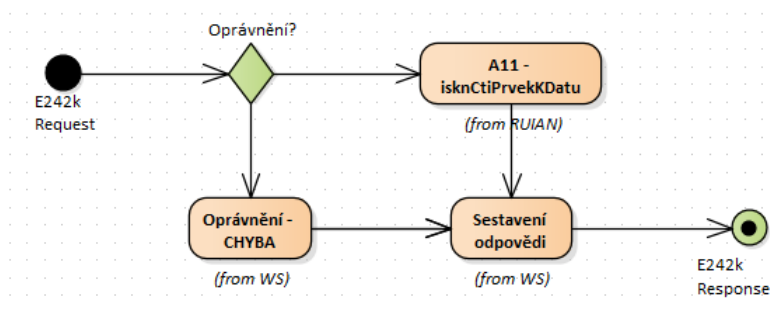 Oprávnění?
E242k
Request
A11 -
isknCtiPrvekKDatu
(from RUIAN)
Oprávnění -
CHYBA
(from WS)
Sestavení
odpovědi
(from WS)
E242k
Response